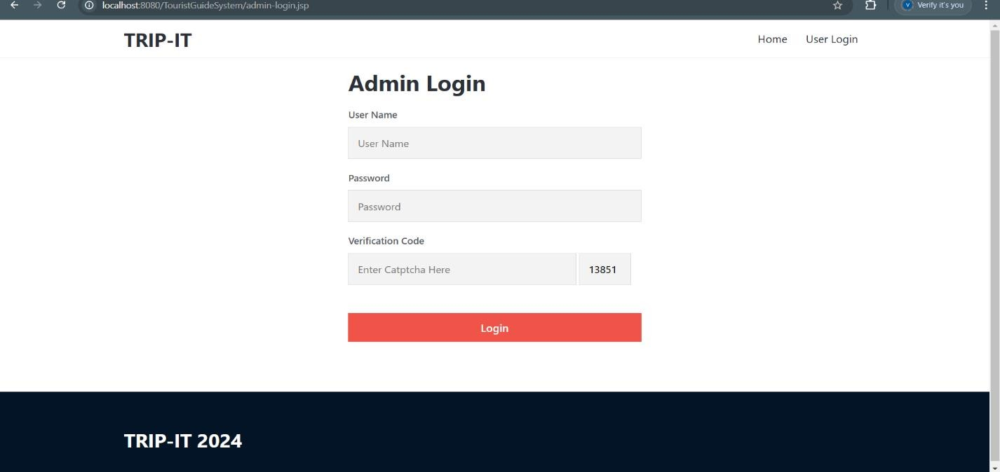 localhost:8080/TouristGuideSystem/admin-login.jsp
V Verify it's you
TRIP-IT
Home User Login
Admin Login
User Name
User Name
Password
Password
Verification Code
Enter Catptcha Here 13851
Login
TRIP-IT 2024